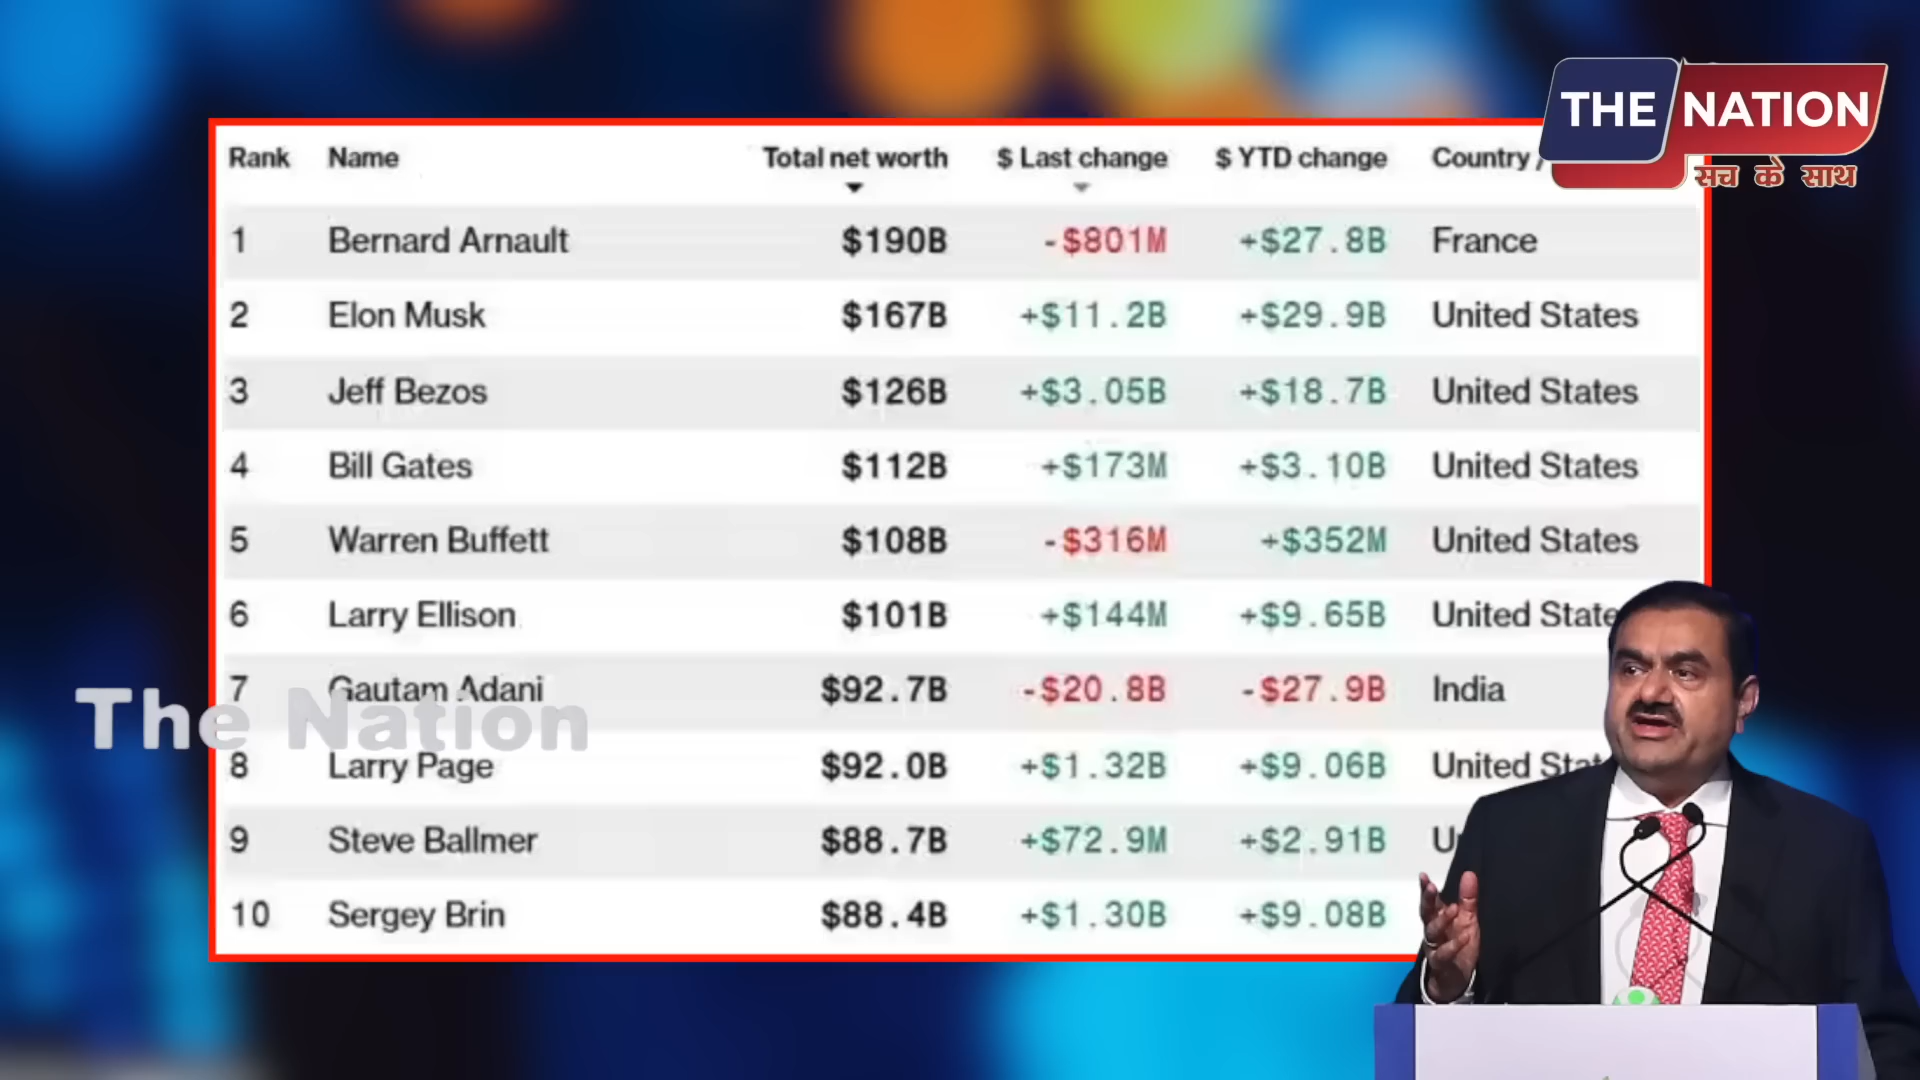 THE NATION
सच के साथ
Rank Name Total net worth $ Last change $ YTD change Country /
1 Bernard Arnault $190B -$801M +$27.8B France
2 Elon Musk $167B +$11.2B +$29.9B United States
3 Jeff Bezos $126B +$3.05B +$18.7B United States
4 Bill Gates $112B +$173M +$3.10B United States
5 Warren Buffett $108B -$316M +$352M United States
6 Larry Ellison $101B +$144M +$9.65B United State
7 Gautam Adani $92.7B -$20.8B -$27.9B India
The Nation
8 Larry Page $92.0B +$1.32B +$9.06B United Stat
9 Steve Ballmer $88.7B +$72.9M +$2.91B U
10 Sergey Brin $88.4B +$1.30B +$9.08B